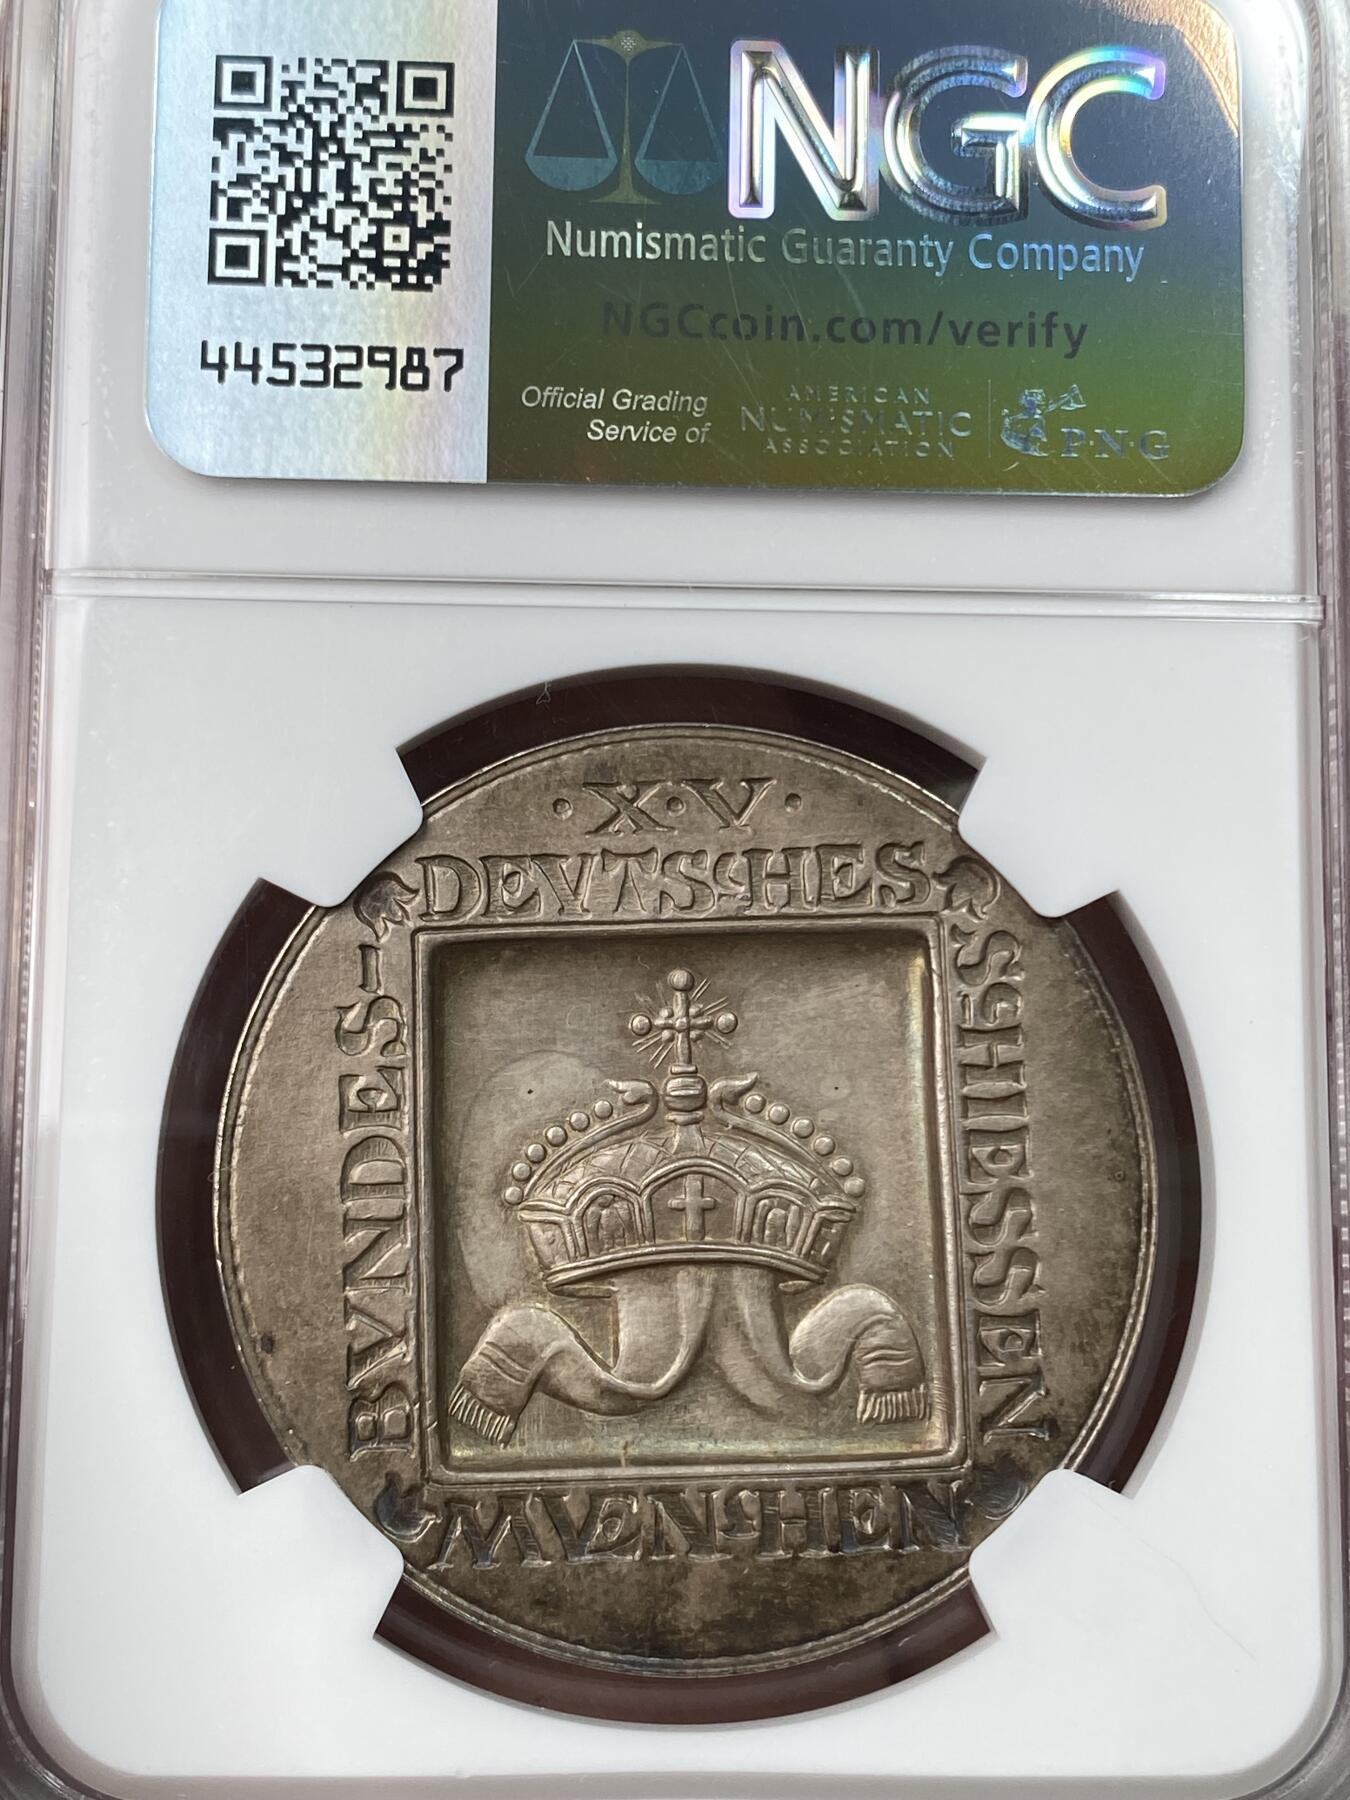 NGC
Numismatic Guaranty Company
NGCcoin.com/verify
44532987
Official Grading
Service of
AMERICAN
NUMISMATIC
ASSOCIATION
P·N·G
·X·V·
DEVTSCHES
BVNDES=
SCHIESSEN
MVENCHEN